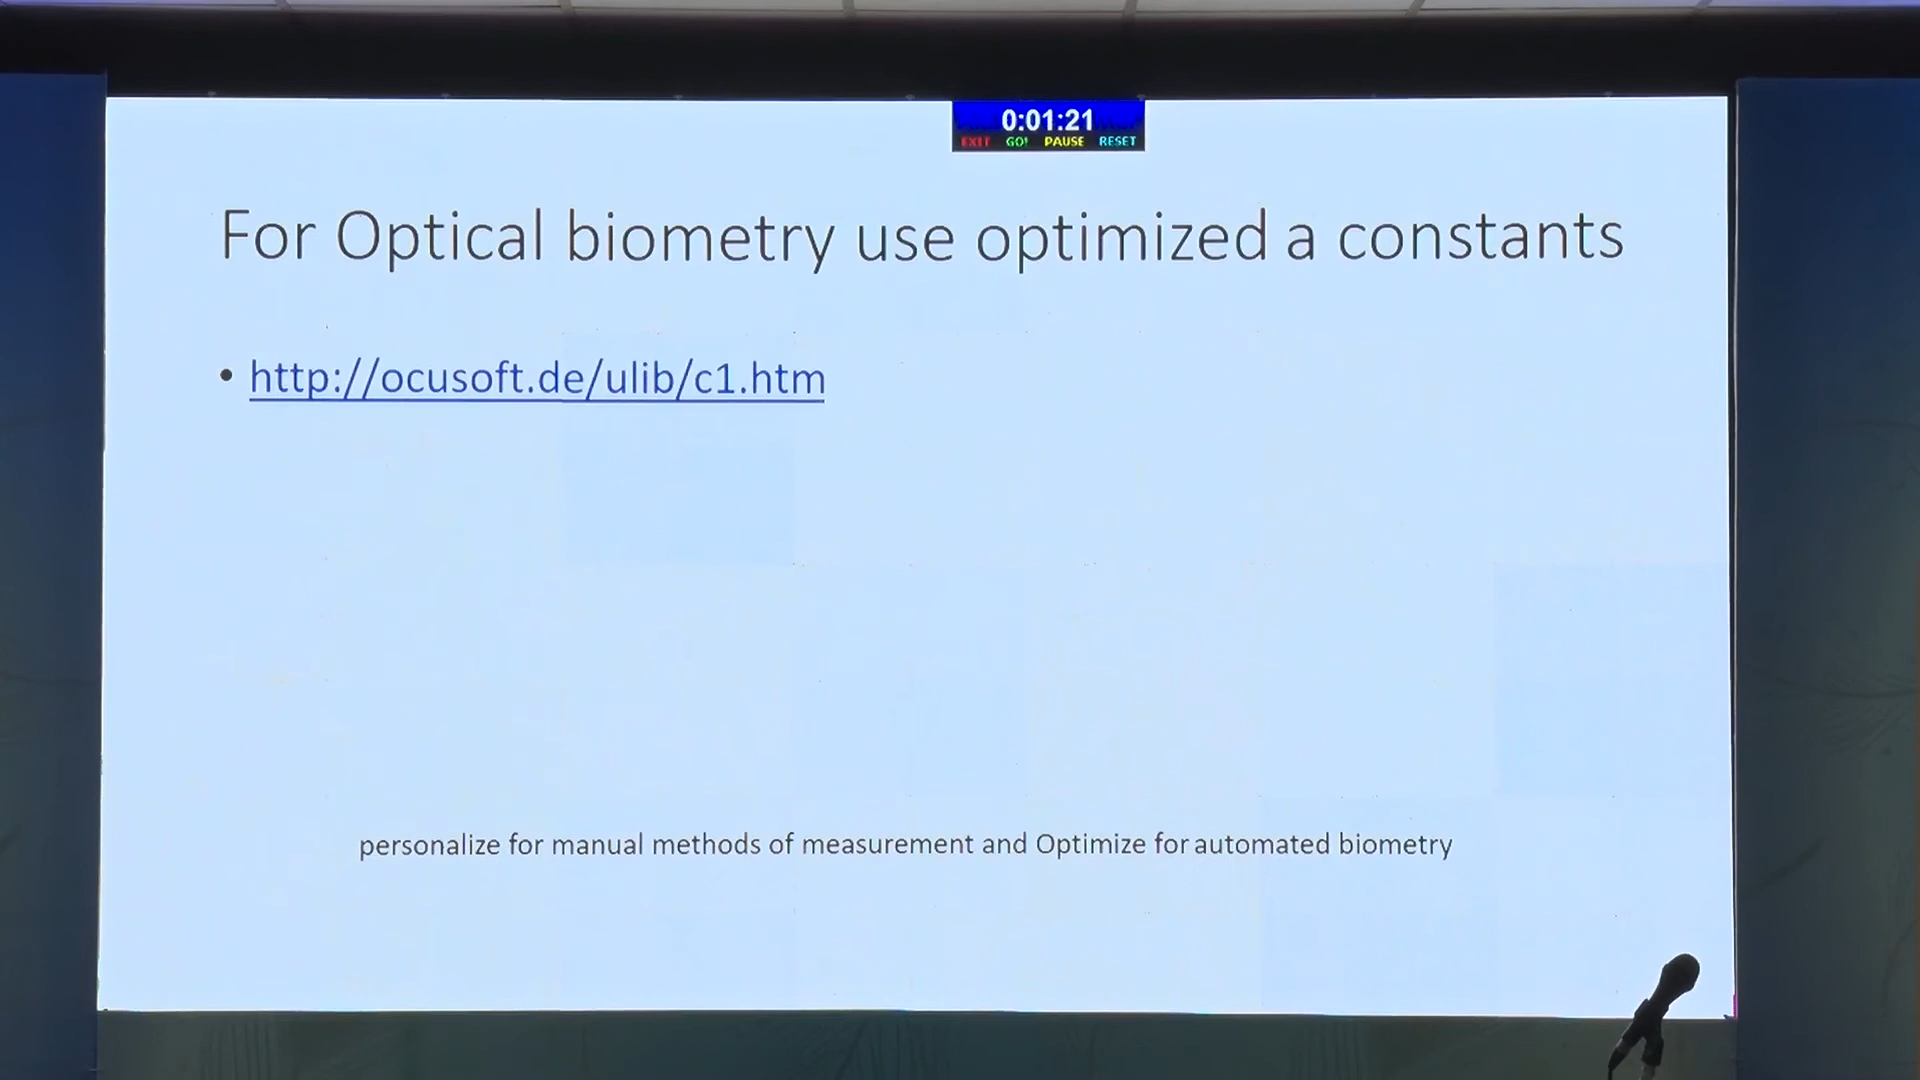 0:01:21
EXIT GO! PAUSE RESET
For Optical biometry use optimized a constants
• http://ocusoft.de/ulib/c1.htm
personalize for manual methods of measurement and Optimize for automated biometry